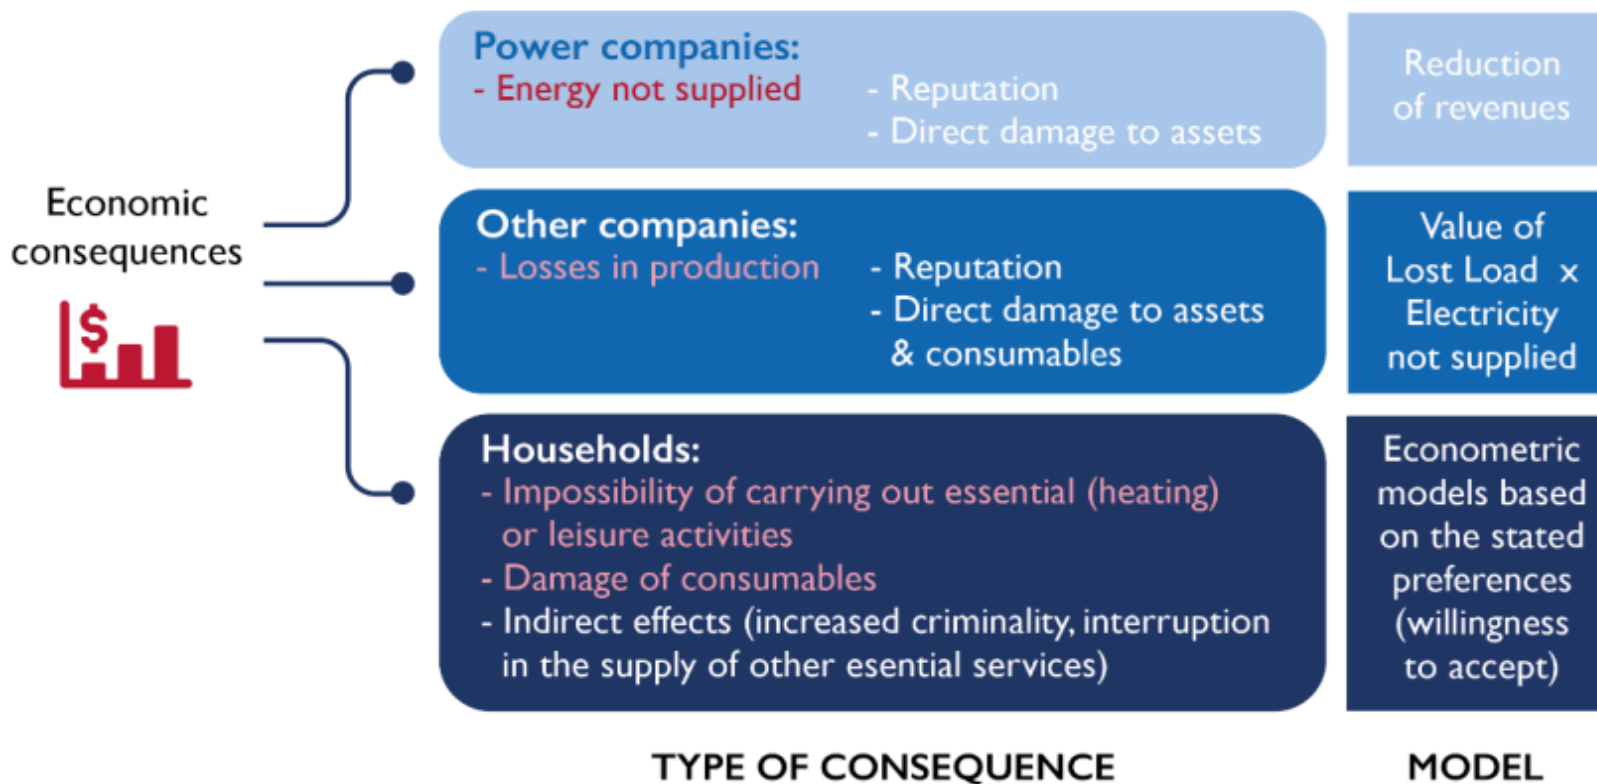 Economic
consequences
$
Power companies:
- Energy not supplied
- Reputation
- Direct damage to assets
Reduction
of revenues
Other companies:
- Losses in production
- Reputation
- Direct damage to assets
& consumables
Value of
Lost Load x
Electricity
not supplied
Households:
- Impossibility of carrying out essential (heating)
or leisure activities
- Damage of consumables
- Indirect effects (increased criminality, interruption
in the supply of other esential services)
Econometric
models based
on the stated
preferences
(willingness
to accept)
TYPE OF CONSEQUENCE
MODEL